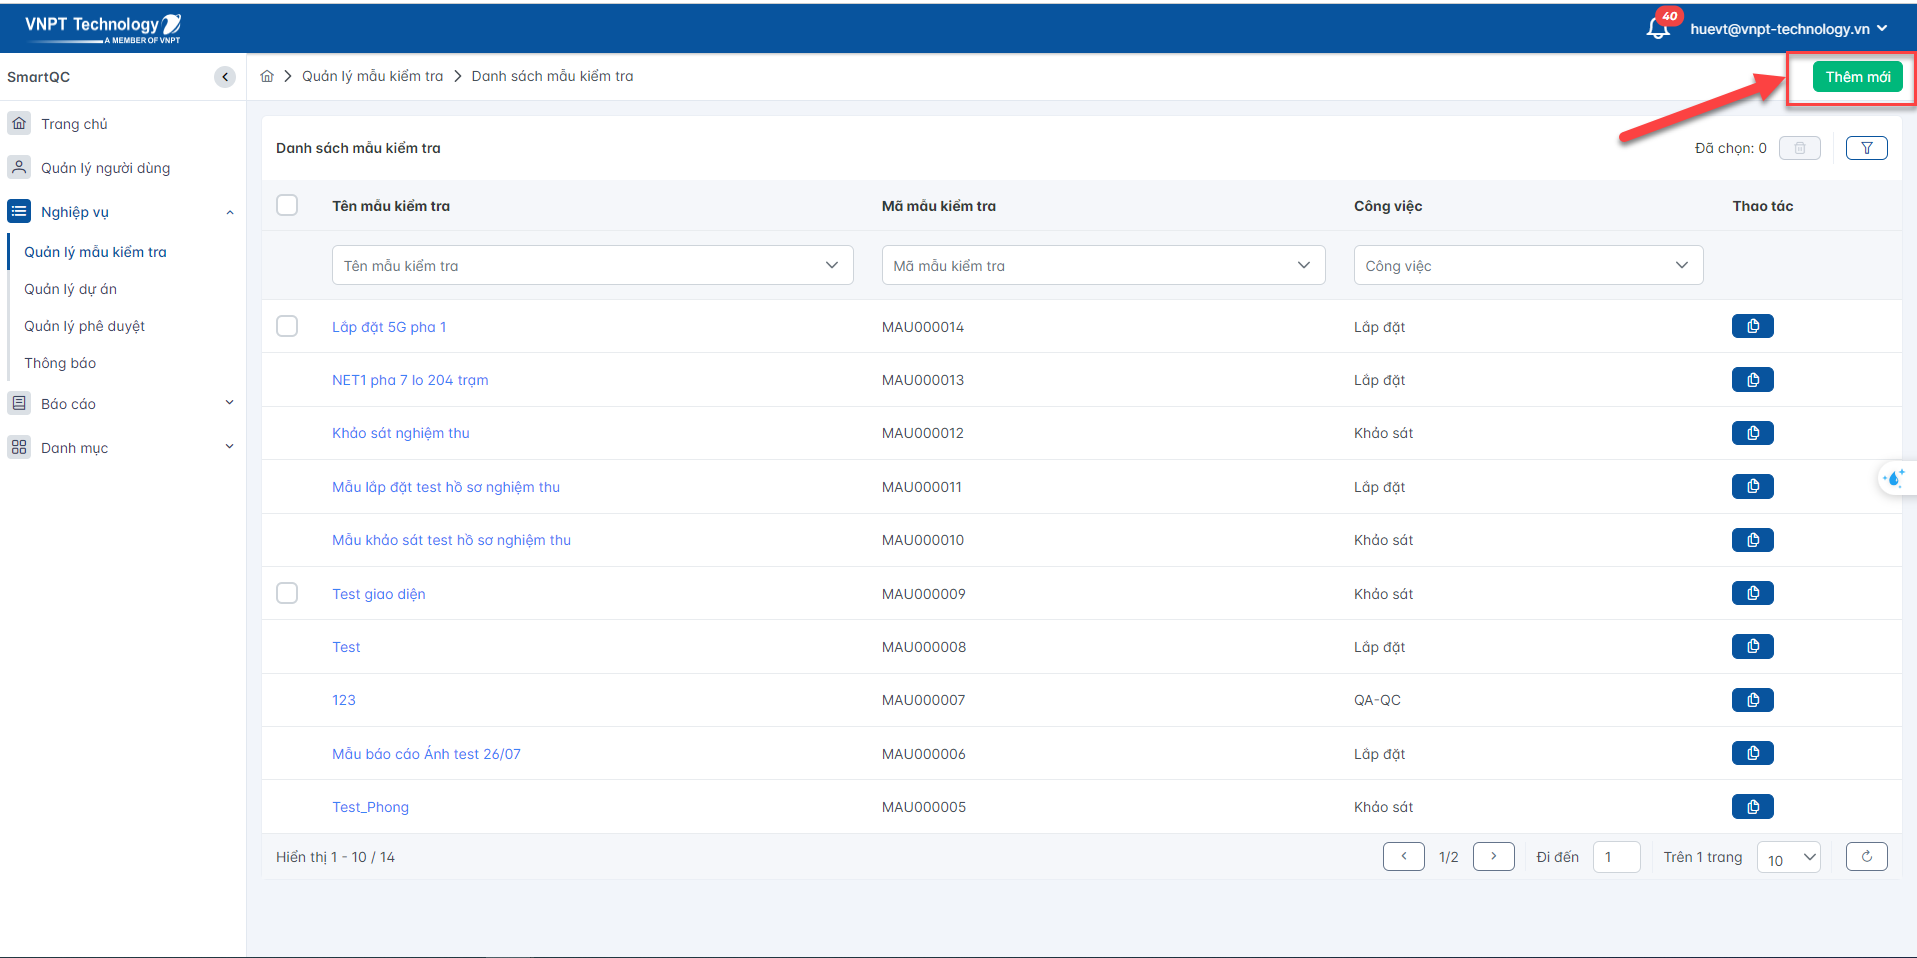 VNPT Technology
A MEMBER OF VNPT
40
huevt@vnpt-technology.vn
SmartQC
Quản lý mẫu kiểm tra
Danh sách mẫu kiểm tra
Thêm mới
Trang chủ
Quản lý người dùng
Nghiệp vụ
Quản lý mẫu kiểm tra
Quản lý dự án
Quản lý phê duyệt
Thông báo
Báo cáo
Danh mục
Danh sách mẫu kiểm tra
Đã chọn: 0
Tên mẫu kiểm tra Mã mẫu kiểm tra Công việc Thao tác
Tên mẫu kiểm tra Mã mẫu kiểm tra Công việc
Lắp đặt 5G pha 1 MAU000014 Lắp đặt
NET1 pha 7 lo 204 trạm MAU000013 Lắp đặt
Khảo sát nghiệm thu MAU000012 Khảo sát
Mẫu lắp đặt test hồ sơ nghiệm thu MAU000011 Lắp đặt
Mẫu khảo sát test hồ sơ nghiệm thu MAU000010 Khảo sát
Test giao diện MAU000009 Khảo sát
Test MAU000008 Lắp đặt
123 MAU000007 QA-QC
Mẫu báo cáo Ánh test 26/07 MAU000006 Lắp đặt
Test_Phong MAU000005 Khảo sát
Hiển thị 1 - 10 / 14
1/2
Đi đến 1
Trên 1 trang 10